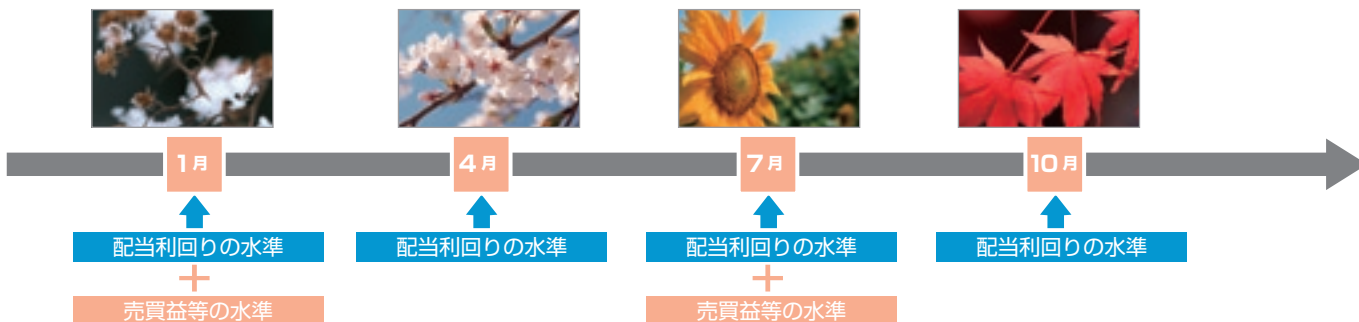 1月
4月
7月
10月
配当利回りの水準
配当利回りの水準
配当利回りの水準
配当利回りの水準
+
+
売買益等の水準
売買益等の水準